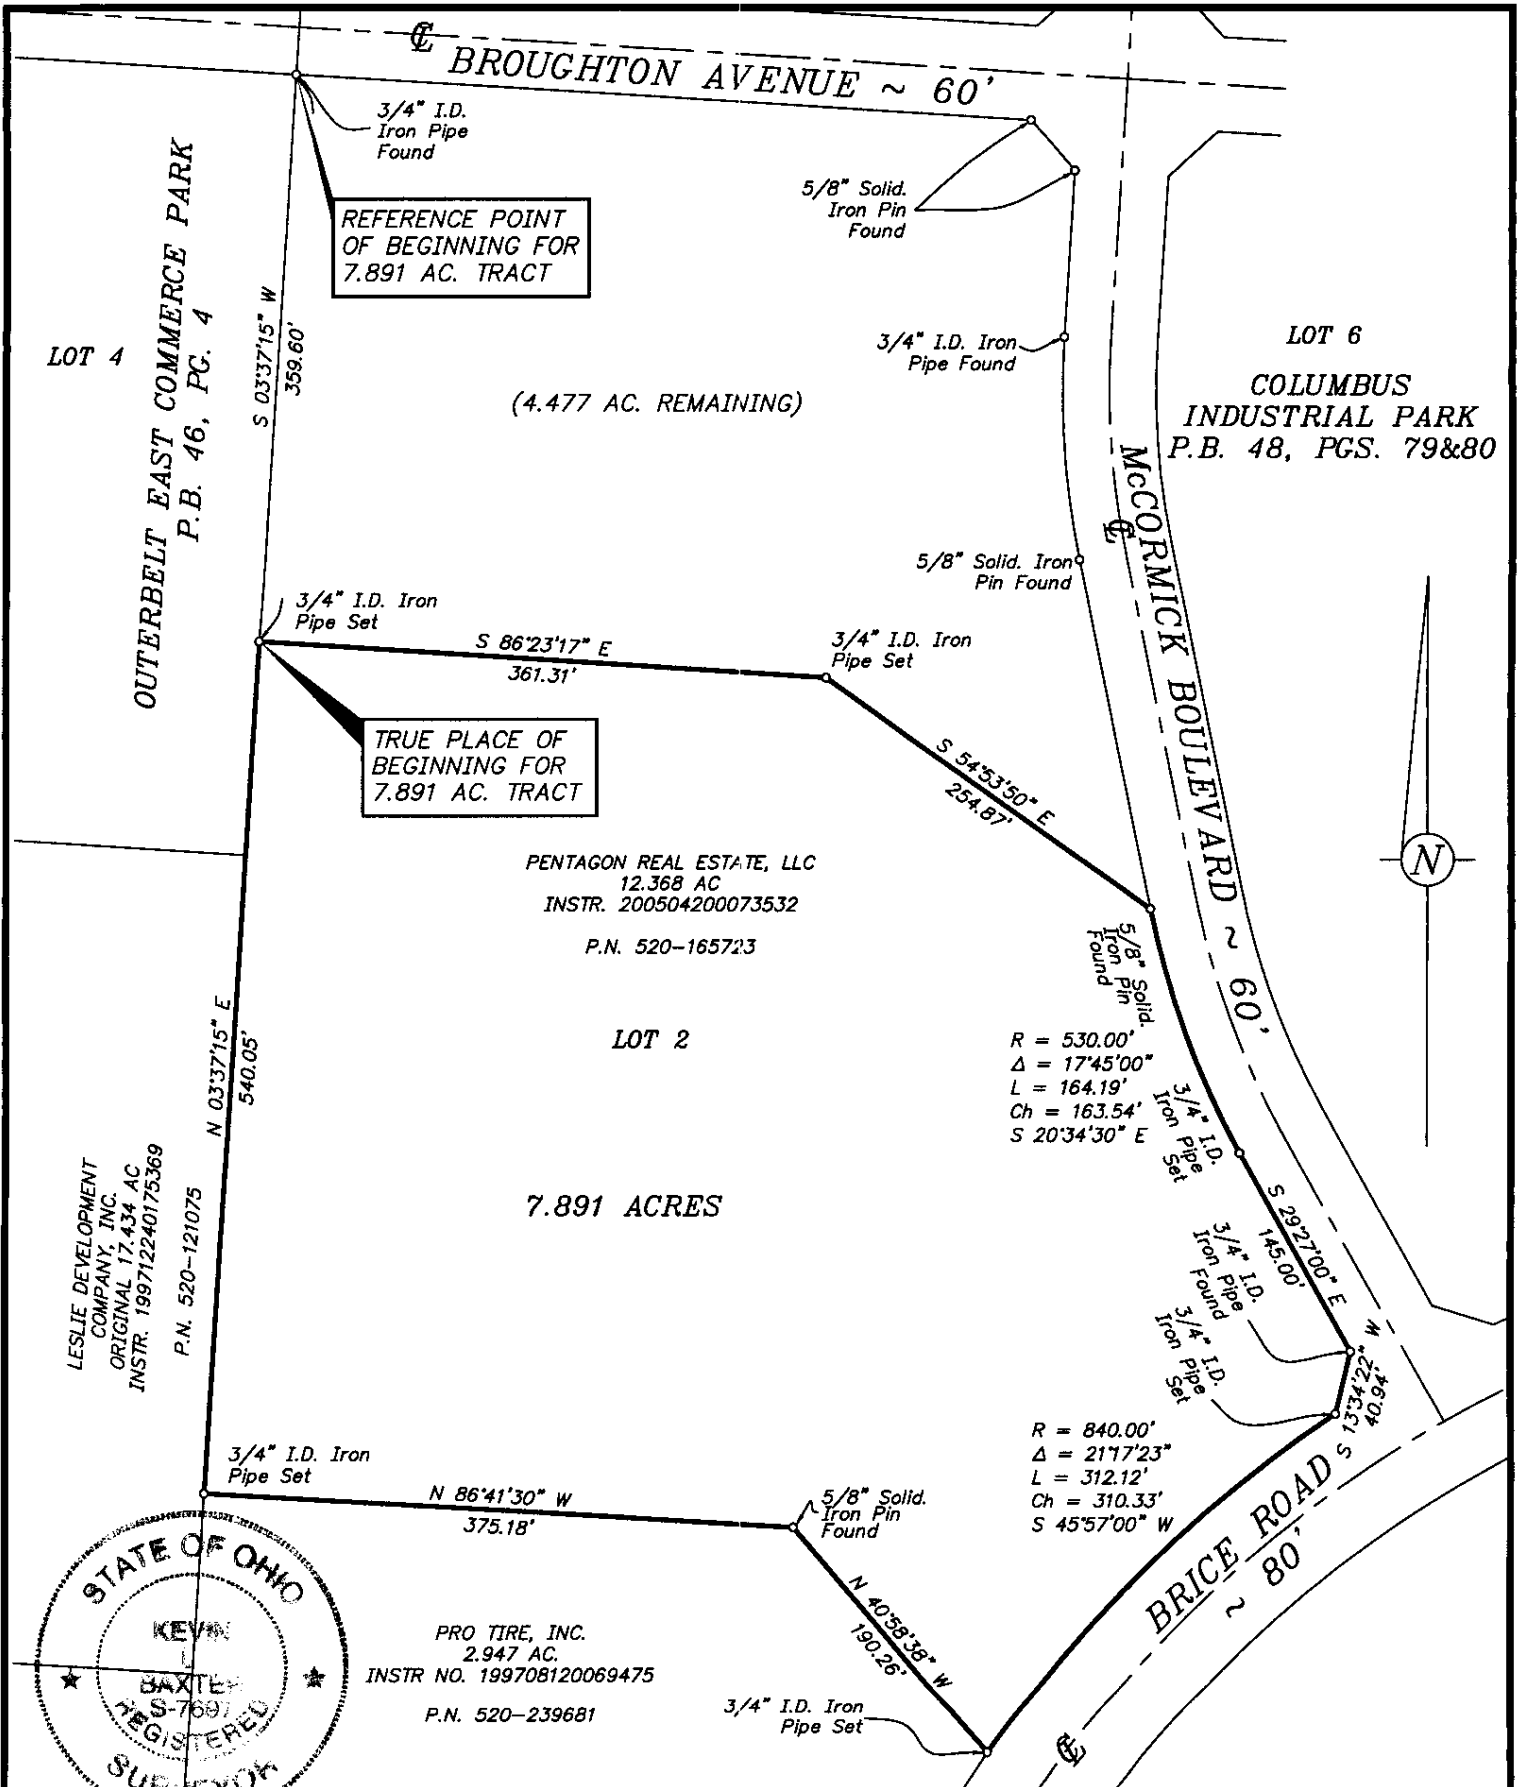 ℄
BROUGHTON AVENUE ~ 60'
3/4" I.D.
Iron Pipe
Found
5/8" Solid.
Iron Pin
Found
REFERENCE POINT
OF BEGINNING FOR
7.891 AC. TRACT
OUTERBELT EAST COMMERCE PARK
P.B. 46, PG. 4
LOT 4
S 03°37'15" W
359.60'
3/4" I.D. Iron
Pipe Found
LOT 6
COLUMBUS
INDUSTRIAL PARK
P.B. 48, PGS. 79&80
(4.477 AC. REMAINING)
McCORMICK BOULEVARD ~ 60'
℄
5/8" Solid. Iron
Pin Found
3/4" I.D. Iron
Pipe Set
S 86°23'17" E
361.31'
3/4" I.D. Iron
Pipe Set
TRUE PLACE OF
BEGINNING FOR
7.891 AC. TRACT
S 54°53'50" E
254.87'
N
PENTAGON REAL ESTATE, LLC
12.368 AC
INSTR. 200504200073532
P.N. 520-165723
5/8" Solid.
Iron Pin
Found
LOT 2
N 03°37'15" E
540.05'
R = 530.00'
Δ = 17°45'00"
L = 164.19'
Ch = 163.54'
S 20°34'30" E
3/4" I.D.
Iron Pipe
Set
LESLIE DEVELOPMENT
COMPANY, INC.
ORIGINAL 17.434 AC
INSTR. 199712240175369
P.N. 520-121075
7.891 ACRES
S 29°27'00" E
145.00'
3/4" I.D.
Iron Pipe
Found
3/4" I.D.
Iron Pipe
Set
S 13°34'22" W
40.94'
R = 840.00'
Δ = 21°17'23"
L = 312.12'
Ch = 310.33'
S 45°57'00" W
3/4" I.D. Iron
Pipe Set
N 86°41'30" W
375.18'
5/8" Solid.
Iron Pin
Found
BRICE ROAD
~ 80'
N 40°58'38" W
190.26'
STATE OF OHIO
KEVIN
L
BAXTER
S-7697
REGISTERED
SURVEYOR
PRO TIRE, INC.
2.947 AC.
INSTR NO. 199708120069475
P.N. 520-239681
3/4" I.D. Iron
Pipe Set
℄